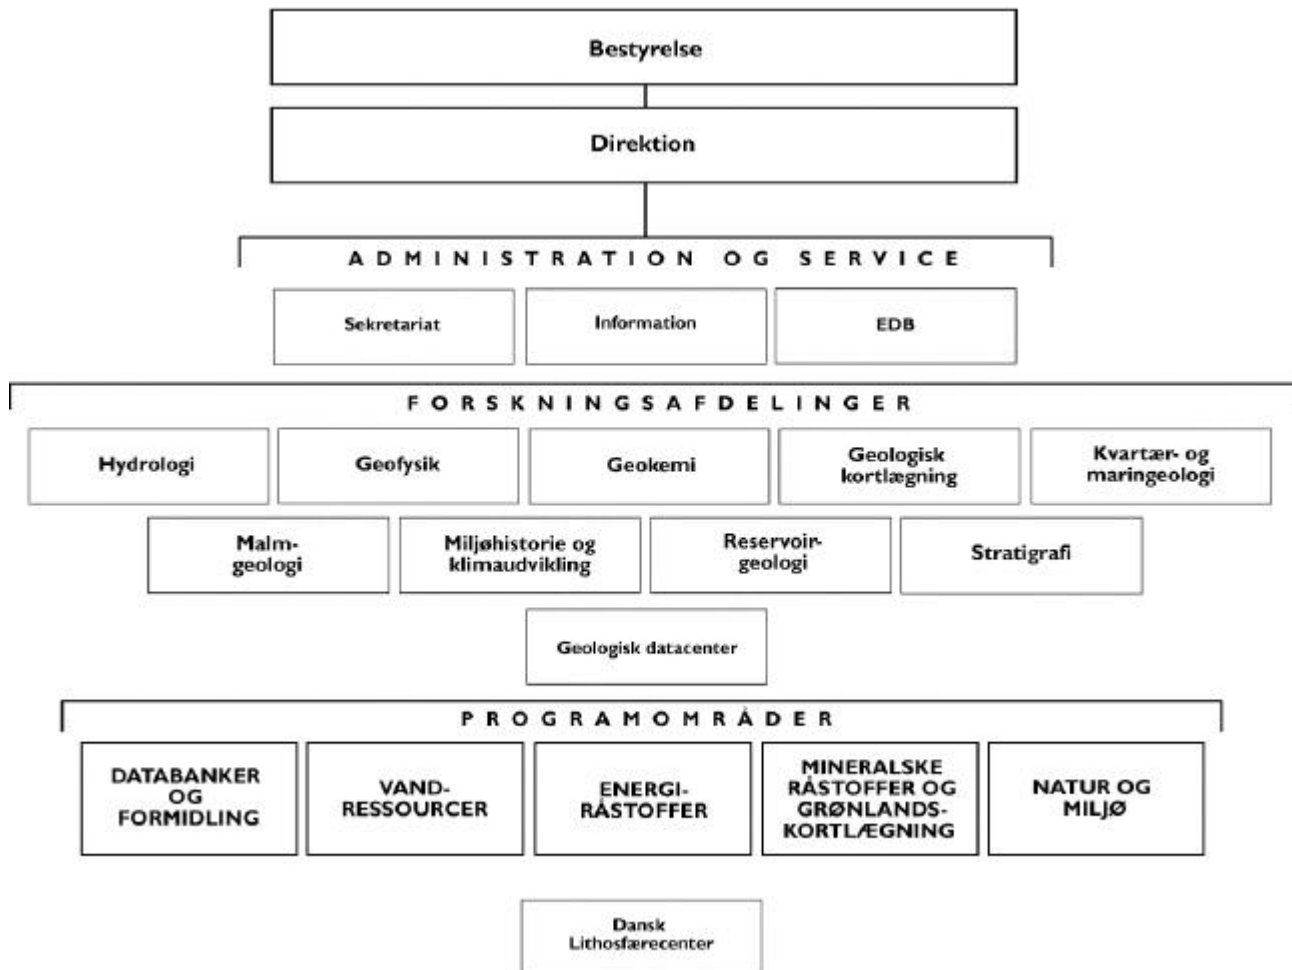 Bestyrelse
Direktion
ADMINISTRATION OG SERVICE
Sekretariat
Information
EDB
FORSKNINGSAFDELINGER
Hydrologi
Geofysik
Geokemi
Geologisk
kortlægning
Kvartær- og
maringeologi
Malm-
geologi
Miljøhistorie og
klimaudvikling
Reservoir-
geologi
Stratigrafi
Geologisk datacenter
PROGRAMOMRÅDER
DATABANKER
OG
FORMIDLING
VAND-
RESSOURCER
ENERGI-
RÅSTOFFER
MINERALSKE
RÅSTOFFER OG
GRØNLANDS-
KORTLÆGNING
NATUR OG
MILJØ
Dansk
Lithosfærecenter